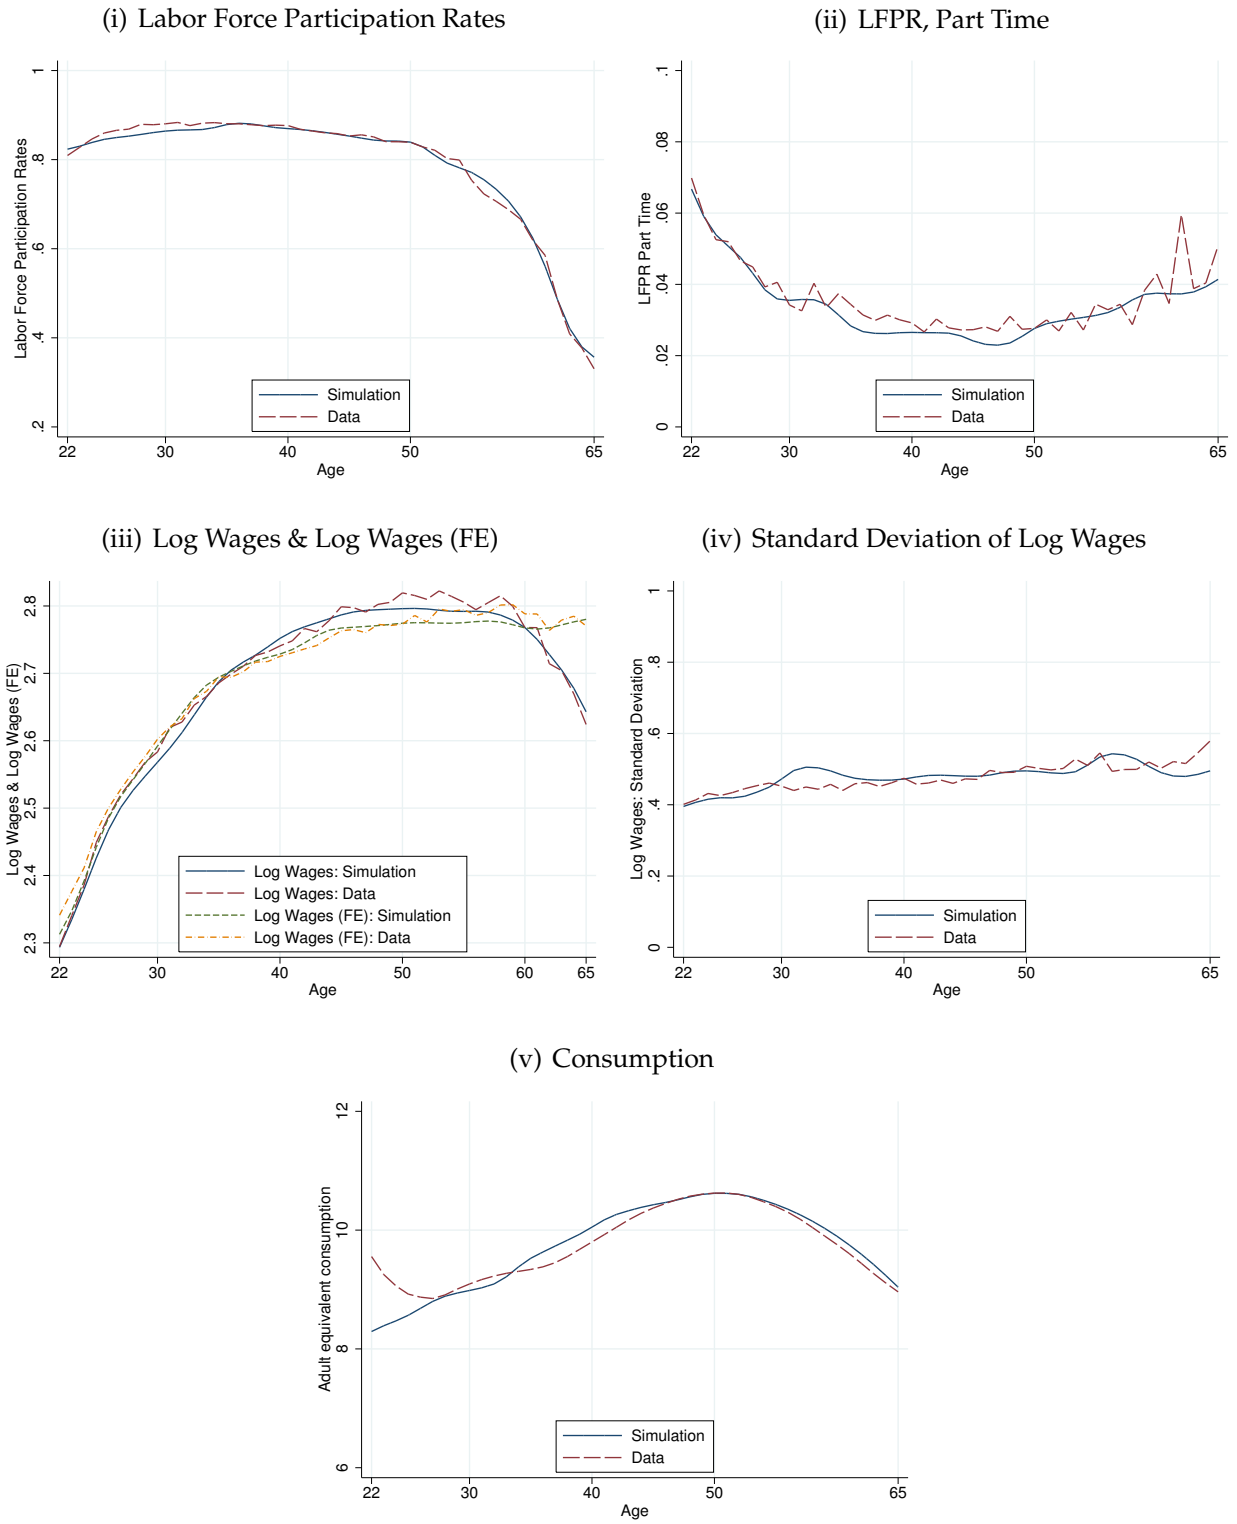 (i) Labor Force Participation Rates
Labor Force Participation Rates
1
.8
.6
.4
.2
22 30 40 50 65
Age
Simulation
Data
(ii) LFPR, Part Time
LFPR Part Time
.1
.08
.06
.04
.02
0
22 30 40 50 65
Age
Simulation
Data
(iii) Log Wages & Log Wages (FE)
Log Wages & Log Wages (FE)
2.8
2.7
2.6
2.5
2.4
2.3
22 30 40 50 60 65
Age
Log Wages: Simulation
Log Wages: Data
Log Wages (FE): Simulation
Log Wages (FE): Data
(iv) Standard Deviation of Log Wages
Log Wages: Standard Deviation
1
.8
.6
.4
.2
0
22 30 40 50 65
Age
Simulation
Data
(v) Consumption
Adult equivalent consumption
12
10
8
6
22 30 40 50 65
Age
Simulation
Data